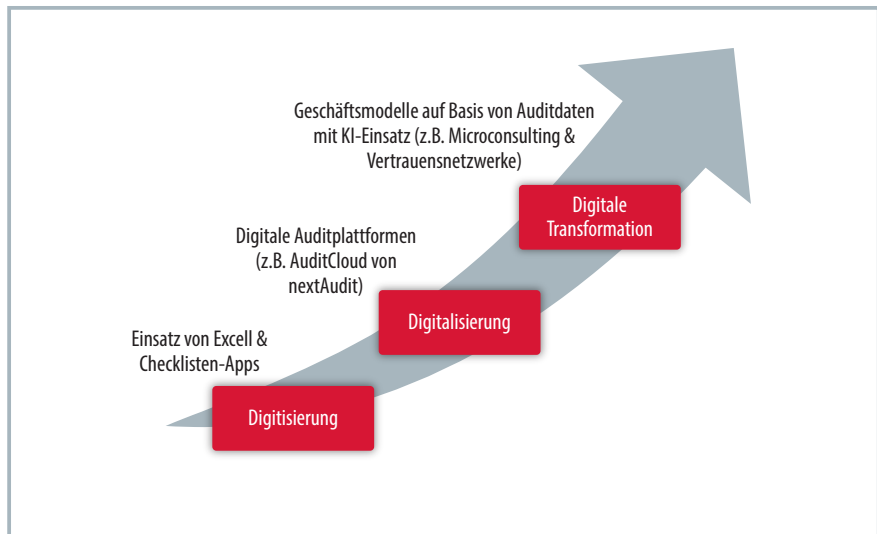 Geschäftsmodelle auf Basis von Auditdaten
mit KI-Einsatz (z.B. Microconsulting &
Vertrauensnetzwerke)
Digitale
Transformation
Digitale Auditplattformen
(z.B. AuditCloud von
nextAudit)
Digitalisierung
Einsatz von Excell &
Checklisten-Apps
Digitisierung